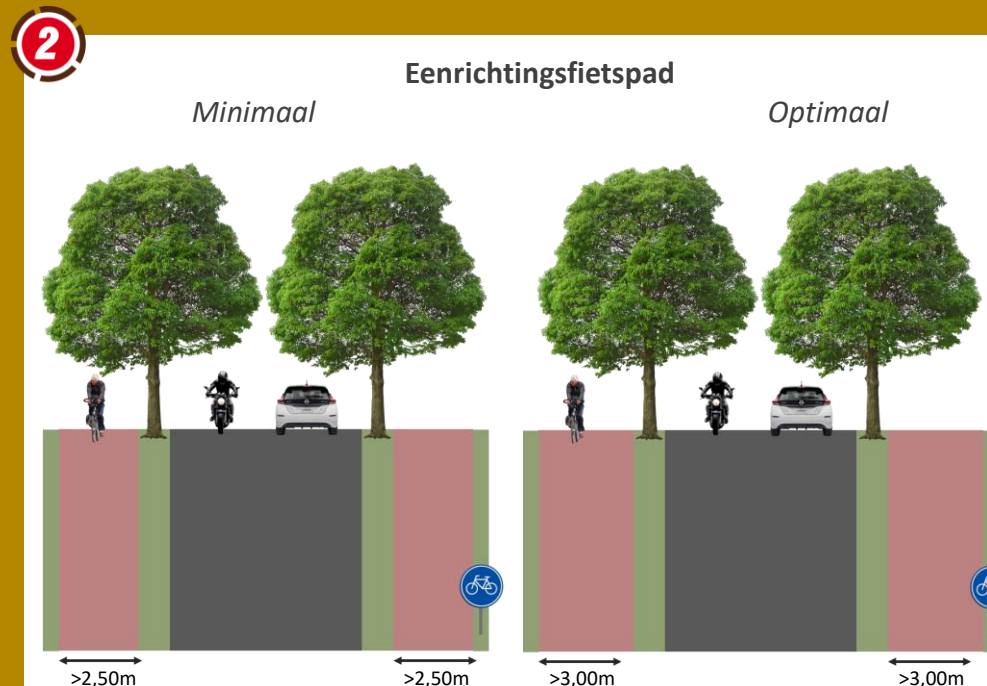 2
Eenrichtingsfietspad
Minimaal
Optimaal
>2,50m
>2,50m
>3,00m
>3,00m